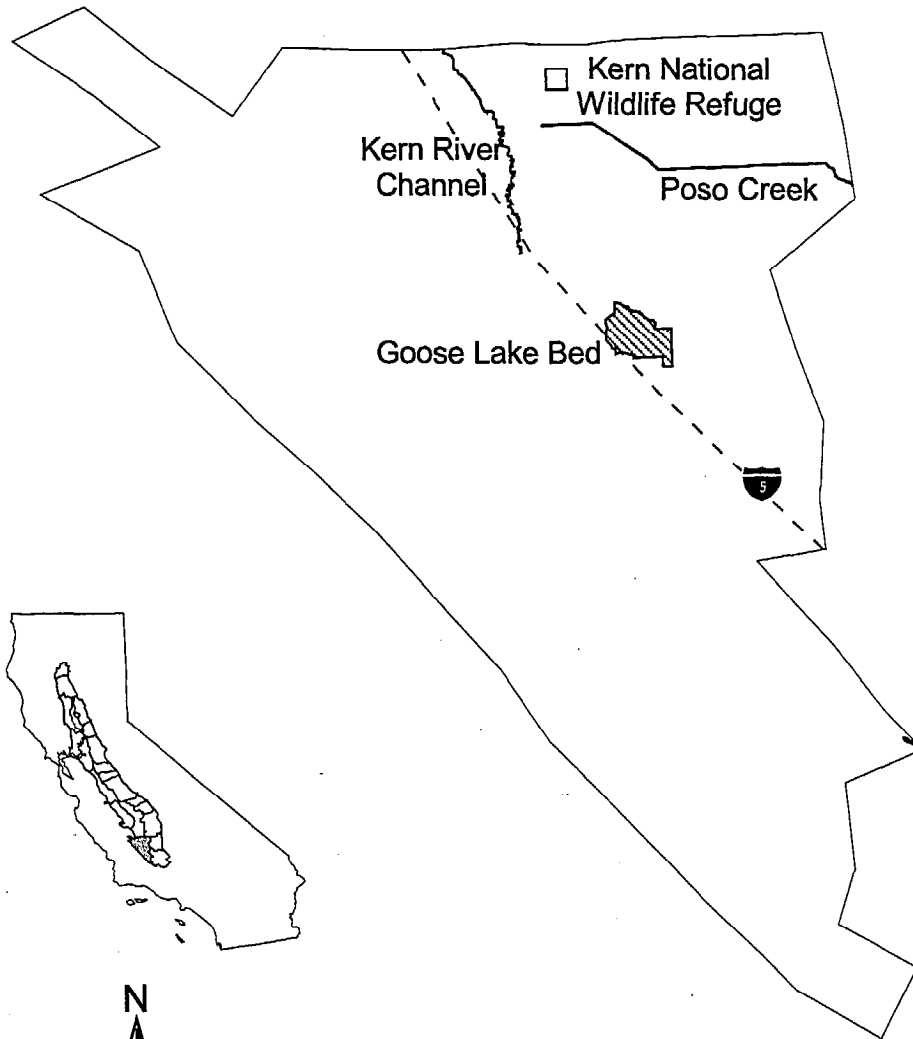 Kern National
Wildlife Refuge
Kern River
Channel
Poso Creek
Goose Lake Bed
5
N